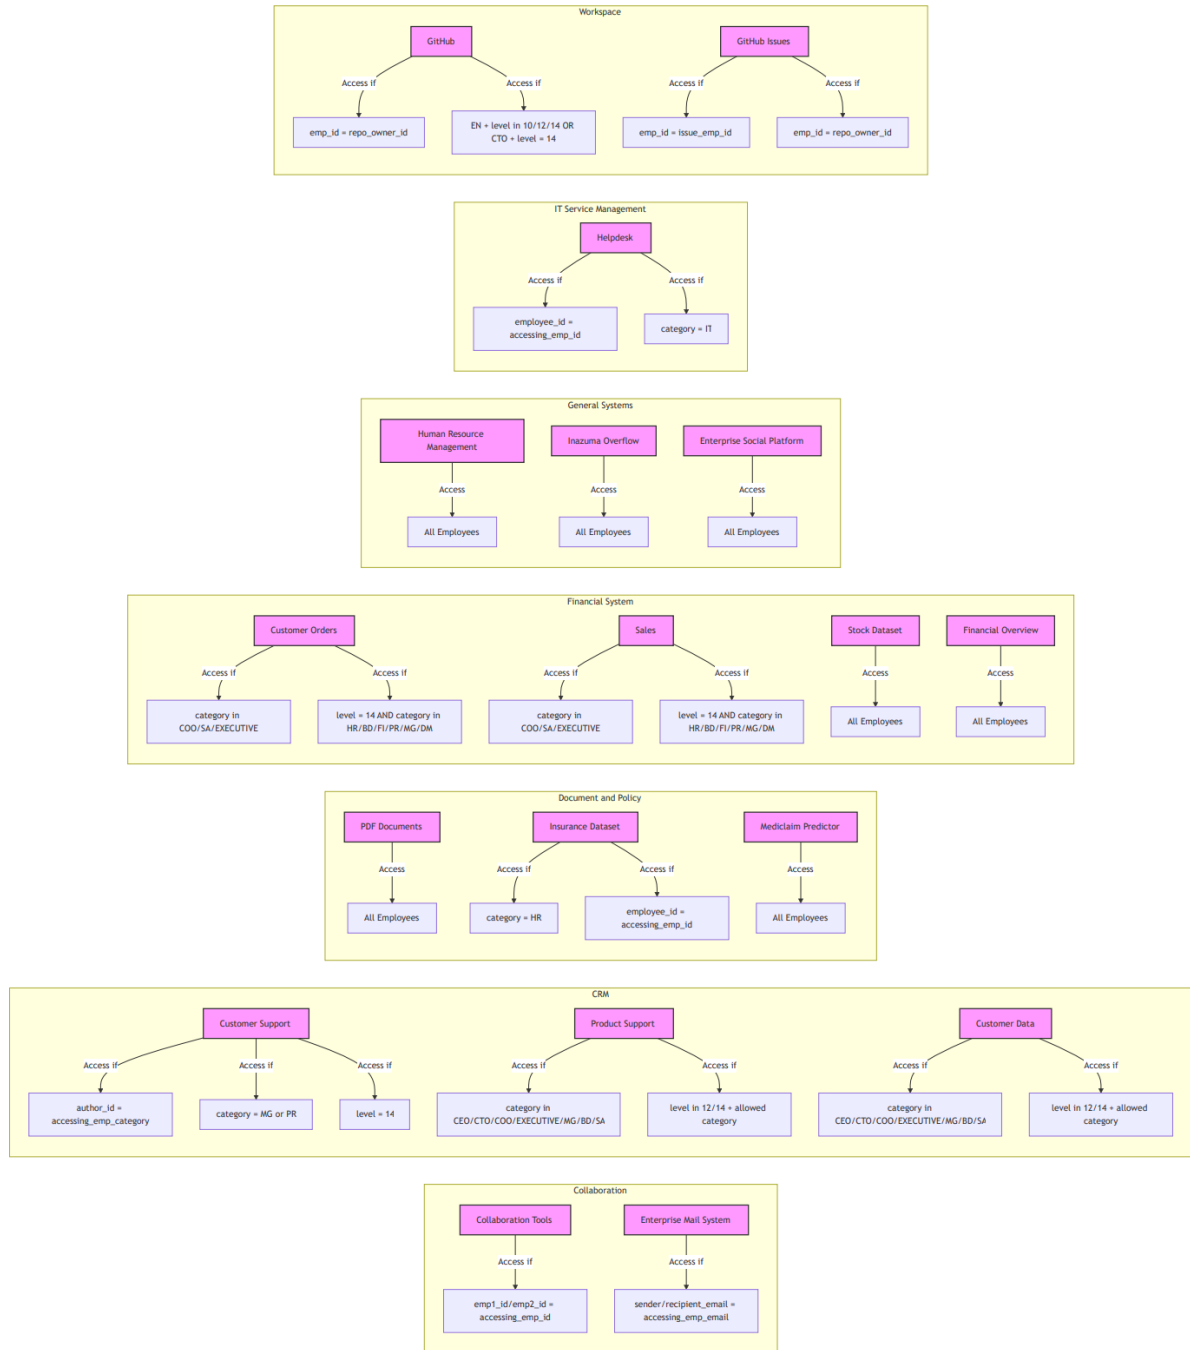 Workspace
GitHub
GitHub Issues
Access if
Access if
Access if
Access if
emp_id = repo_owner_id
EN + level in 10/12/14 OR
CTO + level = 14
emp_id = issue_emp_id
emp_id = repo_owner_id
IT Service Management
Helpdesk
Access if
Access if
employee_id =
accessing_emp_id
category = IT
General Systems
Human Resource
Management
Inazuma Overflow
Enterprise Social Platform
Access
Access
Access
All Employees
All Employees
All Employees
Financial System
Customer Orders
Sales
Stock Dataset
Financial Overview
Access if
Access if
Access if
Access if
Access
Access
category in
COO/SA/EXECUTIVE
level = 14 AND category in
HR/BD/FI/PR/MG/DM
category in
COO/SA/EXECUTIVE
level = 14 AND category in
HR/BD/FI/PR/MG/DM
All Employees
All Employees
Document and Policy
PDF Documents
Insurance Dataset
Mediclaim Predictor
Access
Access if
Access if
Access
All Employees
category = HR
employee_id =
accessing_emp_id
All Employees
CRM
Customer Support
Product Support
Customer Data
Access if
Access if
Access if
Access if
Access if
Access if
Access if
author_id =
accessing_emp_category
category = MG or PR
level = 14
category in
CEO/CTO/COO/EXECUTIVE/MG/BD/SA
level in 12/14 + allowed
category
category in
CEO/CTO/COO/EXECUTIVE/MG/BD/SA
level in 12/14 + allowed
category
Collaboration
Collaboration Tools
Enterprise Mail System
Access if
Access if
emp1_id/emp2_id =
accessing_emp_id
sender/recipient_email =
accessing_emp_email